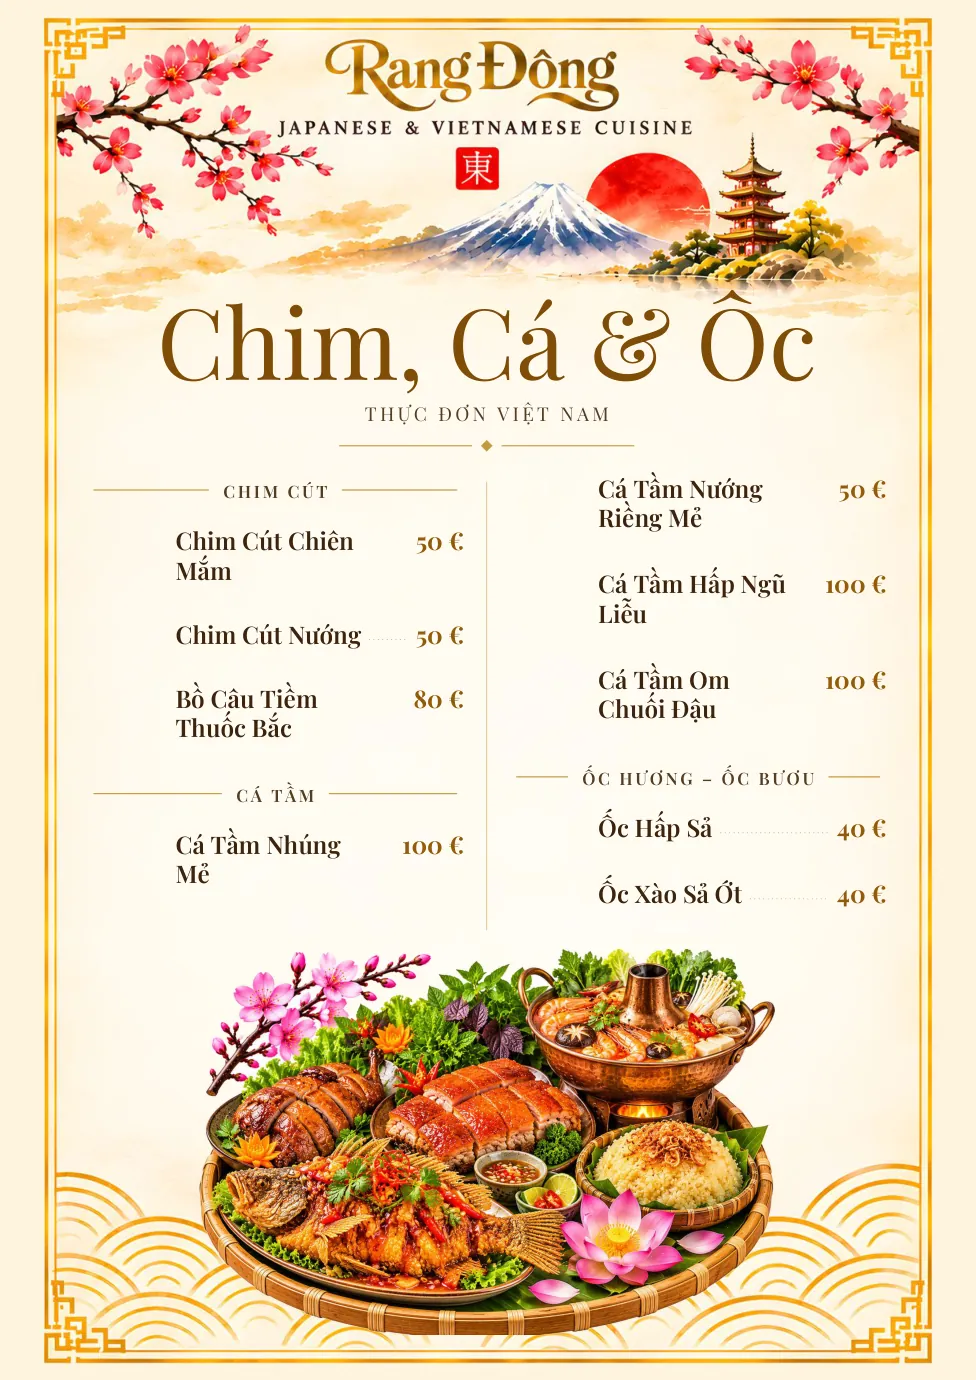 Rang Đông
JAPANESE & VIETNAMESE CUISINE
東
Chim, Cá & Ốc
THỰC ĐƠN VIỆT NAM
CHIM CÚT
Chim Cút Chiên 50 €
Mắm
Chim Cút Nướng 50 €
Bồ Câu Tiềm 80 €
Thuốc Bắc
CÁ TẦM
Cá Tầm Nhúng 100 €
Mẻ
Cá Tầm Nướng 50 €
Riềng Mẻ
Cá Tầm Hấp Ngũ 100 €
Liễu
Cá Tầm Om 100 €
Chuối Đậu
ỐC HƯƠNG – ỐC BƯƠU
Ốc Hấp Sả 40 €
Ốc Xào Sả Ớt 40 €